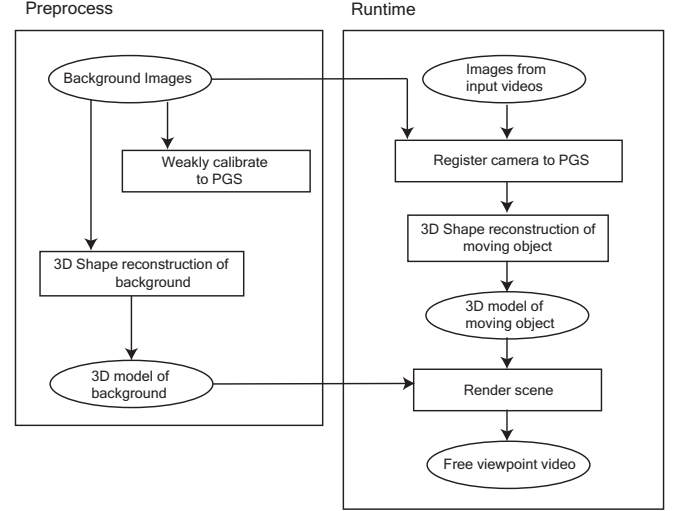 Preprocess
Background Images
Weakly calibrate
to PGS
3D Shape reconstruction of
background
3D model of
background
Runtime
Images from
input videos
Register camera to PGS
3D Shape reconstruction of
moving object
3D model of
moving object
Render scene
Free viewpoint video